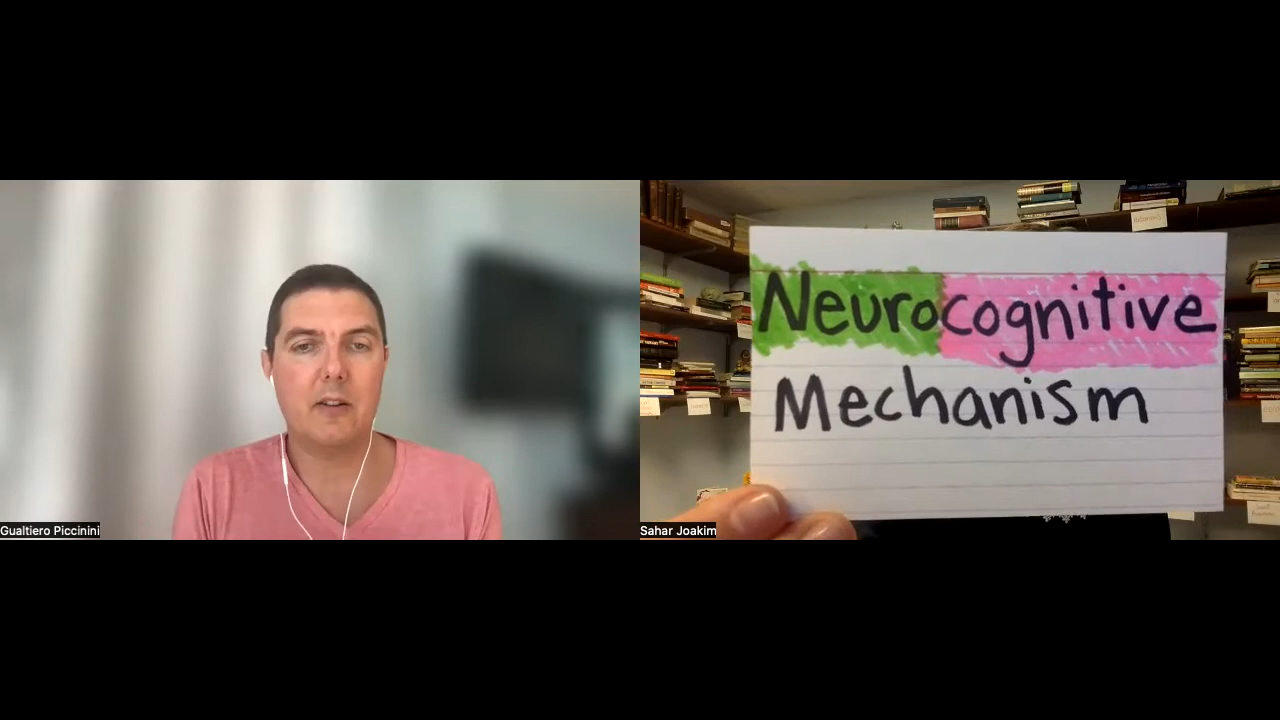 Neurocognitive
Mechanism
Gualtiero Piccinini
Sahar Joakim